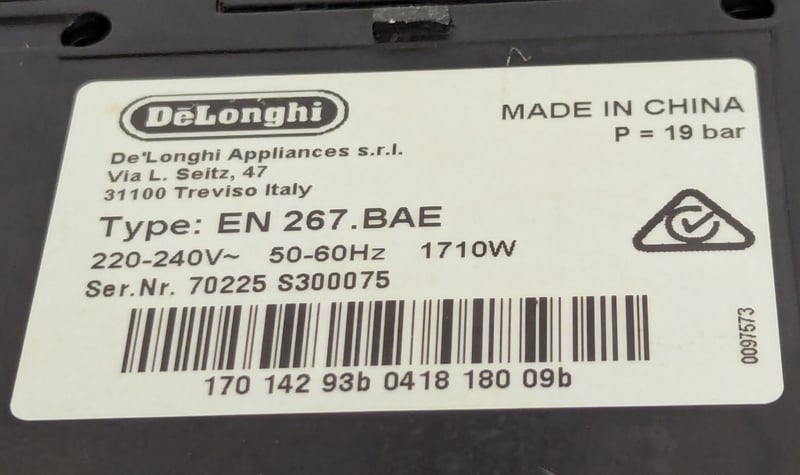 DēLonghi
MADE IN CHINA
P = 19 bar
De'Longhi Appliances s.r.l.
Via L. Seitz, 47
31100 Treviso Italy
Type: EN 267.BAE
220-240V~ 50-60Hz 1710W
Ser.Nr. 70225 S300075
170 142 93b 0418 180 09b
0097573